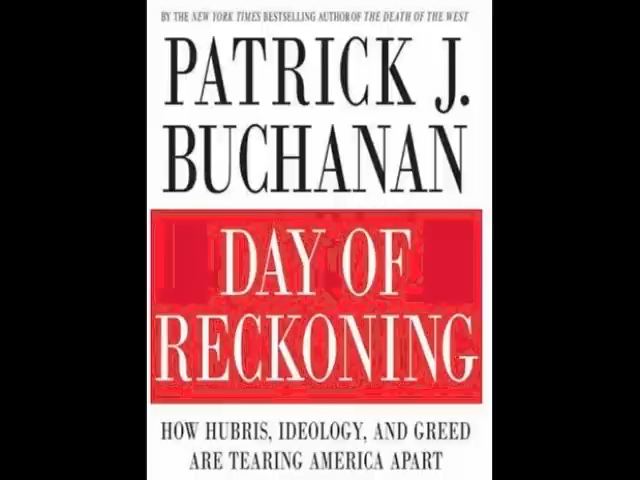 BY THE NEW YORK TIMES BESTSELLING AUTHOR OF THE DEATH OF THE WEST
PATRICK J.
BUCHANAN
DAY OF
RECKONING
HOW HUBRIS, IDEOLOGY, AND GREED
ARE TEARING AMERICA APART